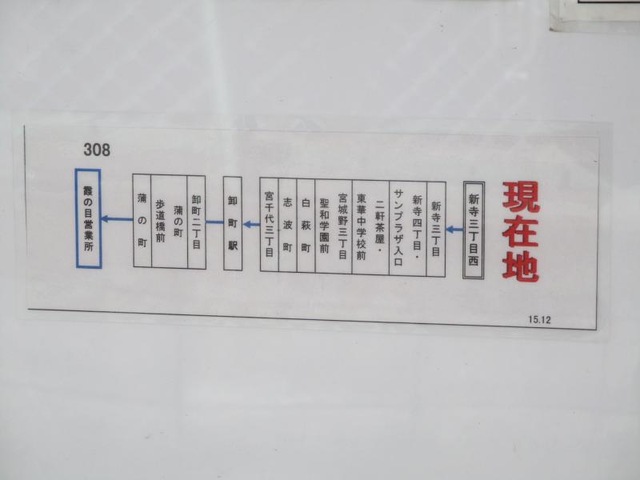 現在地
新寺三丁目西
新寺三丁目
新寺四丁目・
サンプラザ入口
二軒茶屋・
東華中学校前
宮城野三丁目
聖和学園前
白萩町
志波町
宮千代三丁目
卸町駅
卸町二丁目
蒲の町
歩道橋前
蒲の町
霞の目営業所
308
15.12